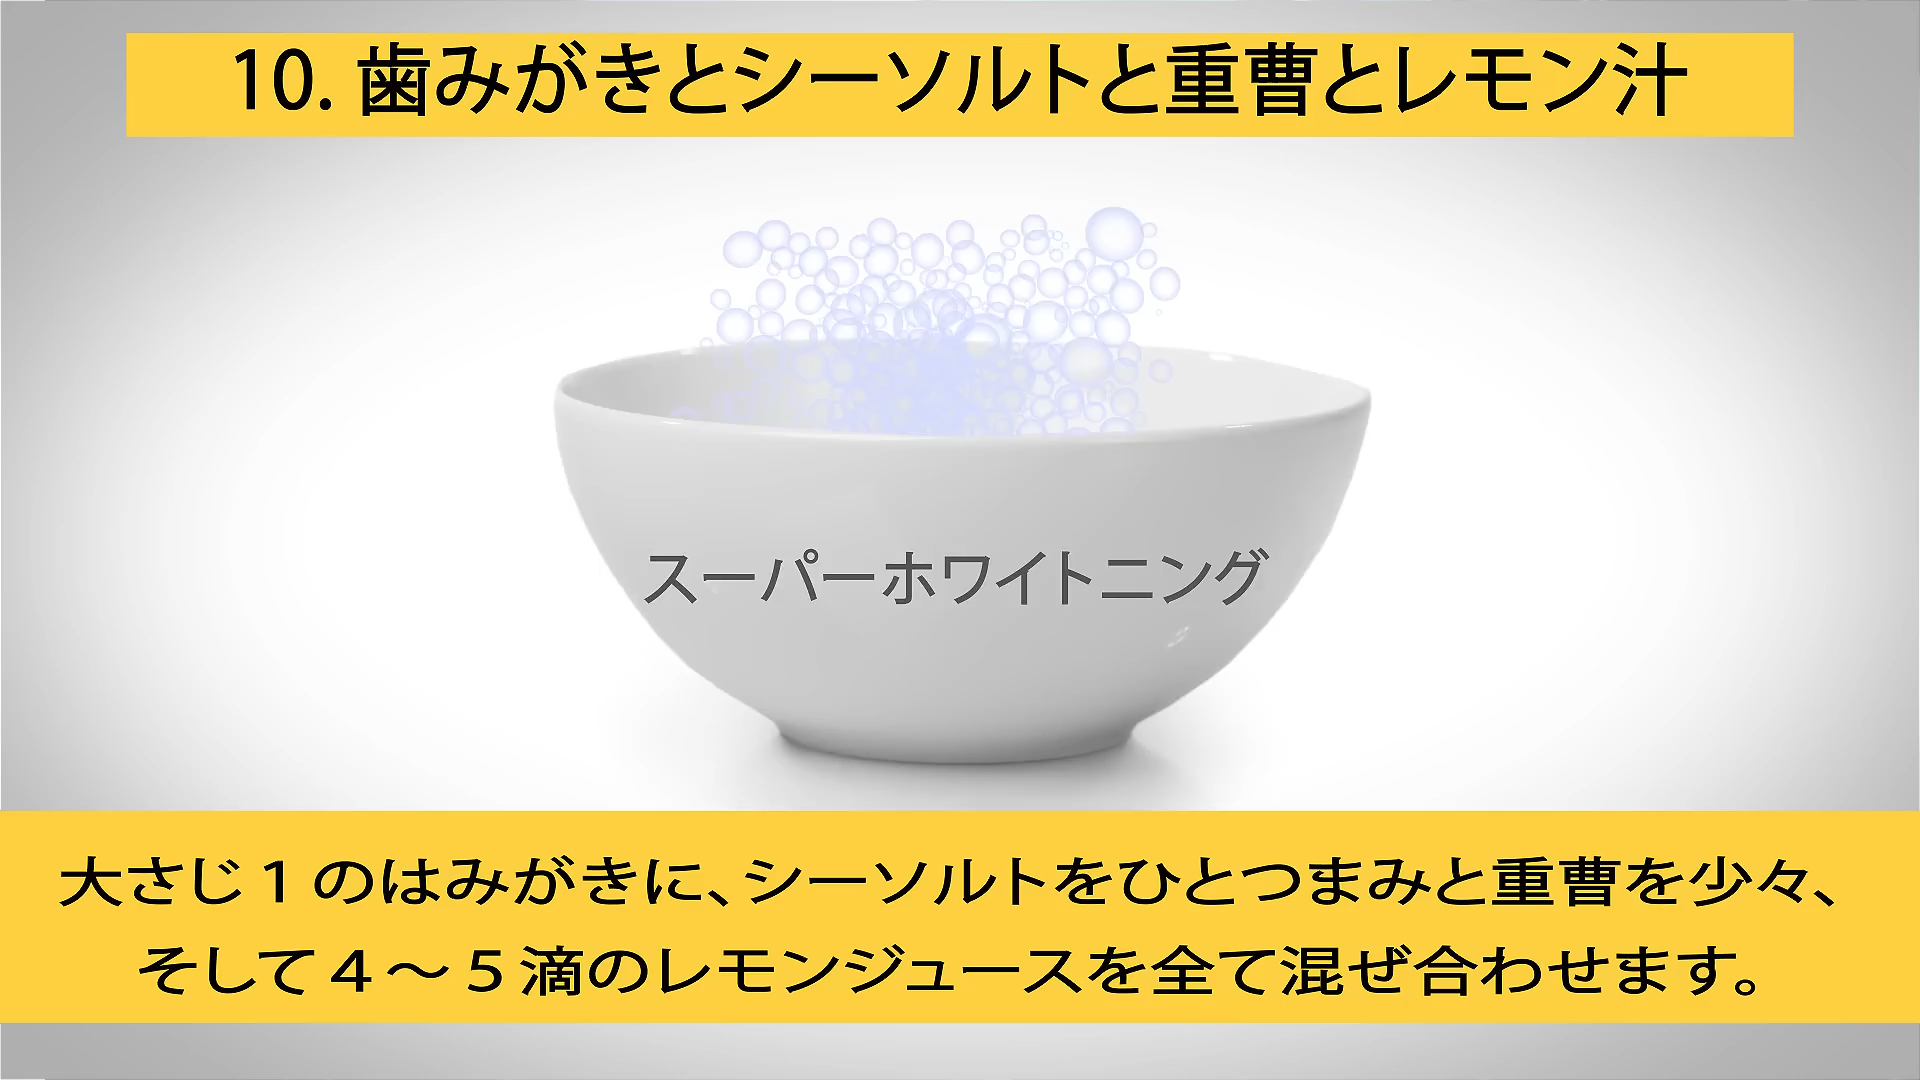 10. 歯みがきとシーソルトと重曹とレモン汁
スーパーホワイトニング
大さじ1のはみがきに、シーソルトをひとつまみと重曹を少々、
そして4～5滴のレモンジュースを全て混ぜ合わせます。